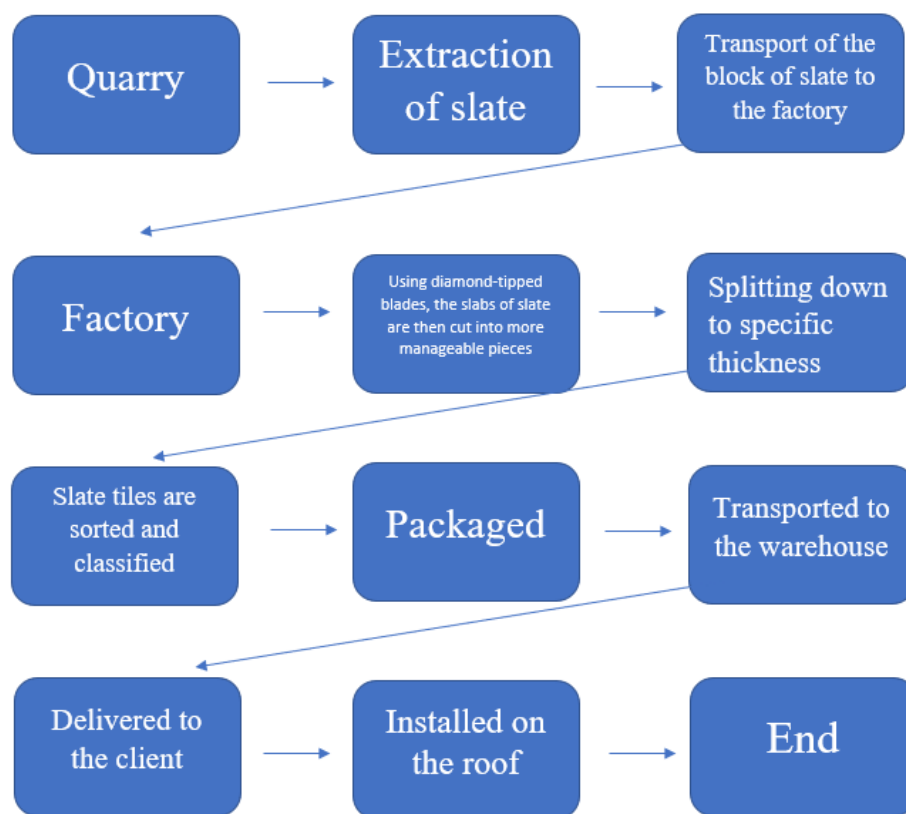 Quarry
Extraction
of slate
Transport of the
block of slate to
the factory
Factory
Using diamond-tipped
blades, the slabs of slate
are then cut into more
manageable pieces
Splitting down
to specific
thickness
Slate tiles are
sorted and
classified
Packaged
Transported to
the warehouse
Delivered to
the client
Installed on
the roof
End